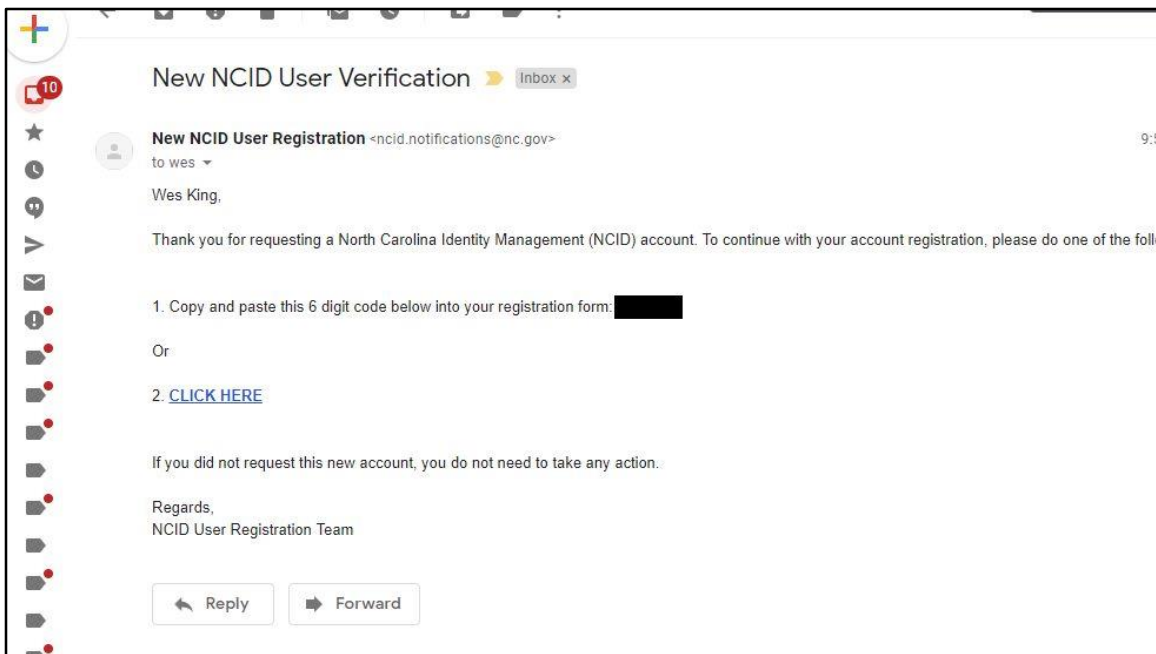 10
New NCID User Verification Inbox x
New NCID User Registration <ncid.notifications@nc.gov>
to wes
Wes King,
Thank you for requesting a North Carolina Identity Management (NCID) account. To continue with your account registration, please do one of the
1. Copy and paste this 6 digit code below into your registration form:
Or
2. CLICK HERE
If you did not request this new account, you do not need to take any action.
Regards,
NCID User Registration Team
Reply Forward